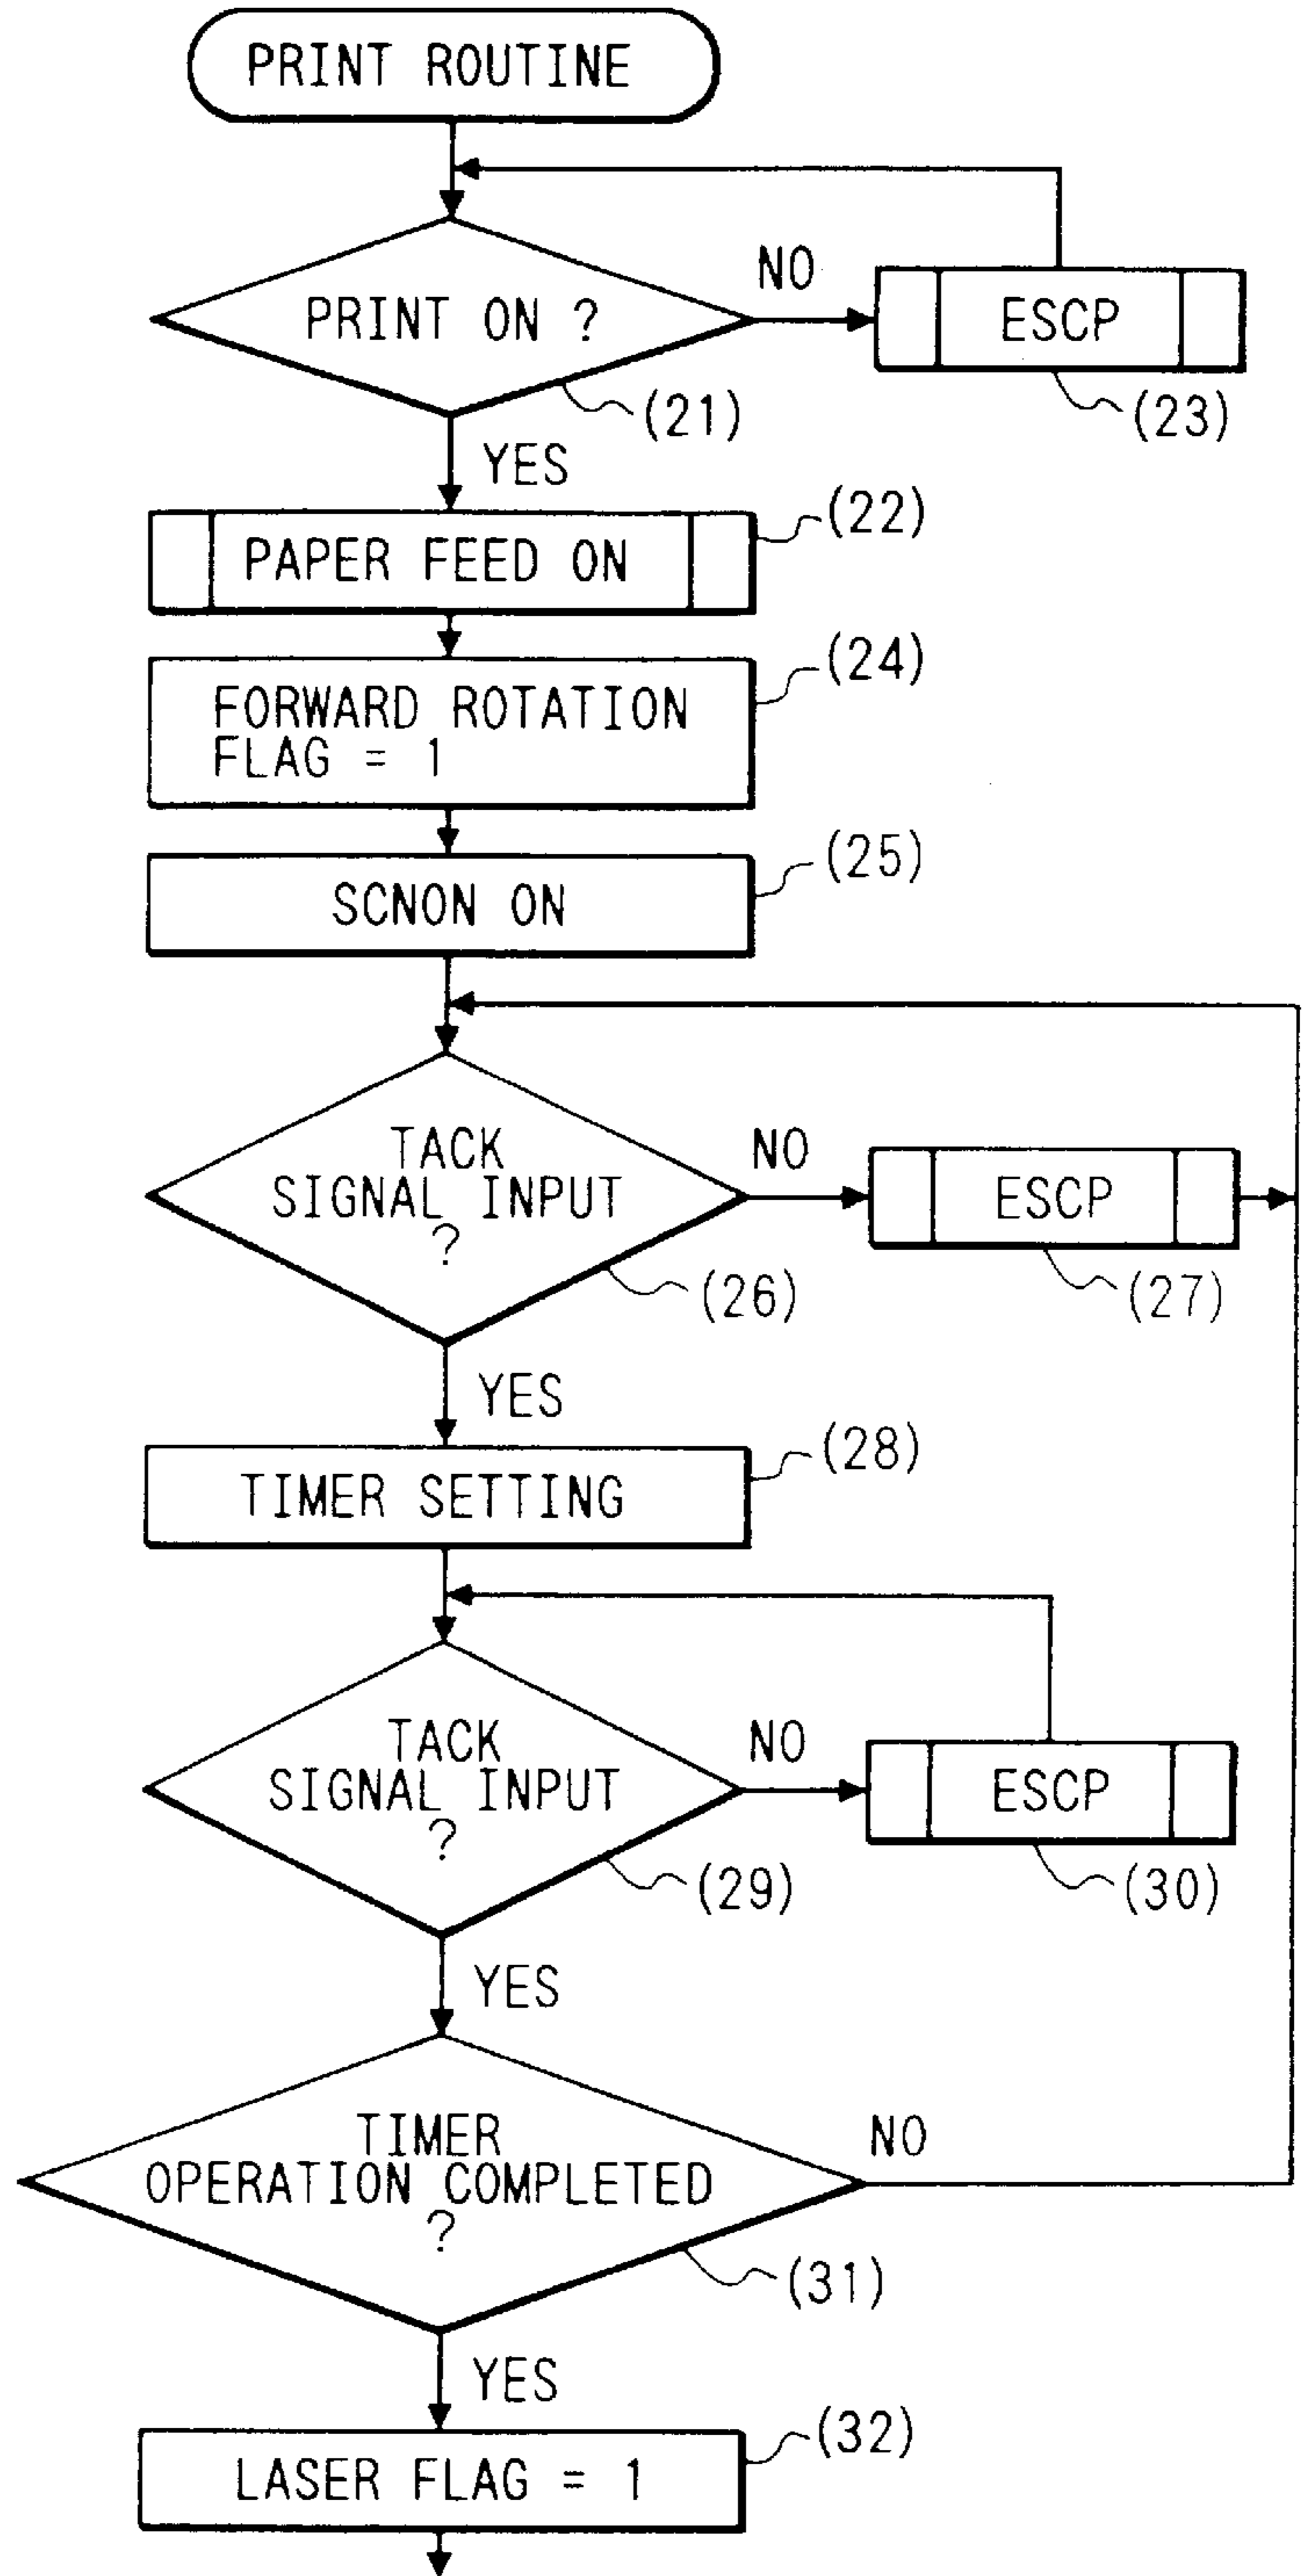 PRINT ROUTINE
NO
PRINT ON ?
ESCP
(21)
(23)
YES
(22)
PAPER FEED ON
(24)
FORWARD ROTATION
FLAG = 1
(25)
SCNON ON
TACK
SIGNAL INPUT
?
NO
ESCP
(26)
(27)
YES
(28)
TIMER SETTING
TACK
SIGNAL INPUT
?
NO
ESCP
(29)
(30)
YES
TIMER
OPERATION COMPLETED
?
NO
(31)
YES
(32)
LASER FLAG = 1